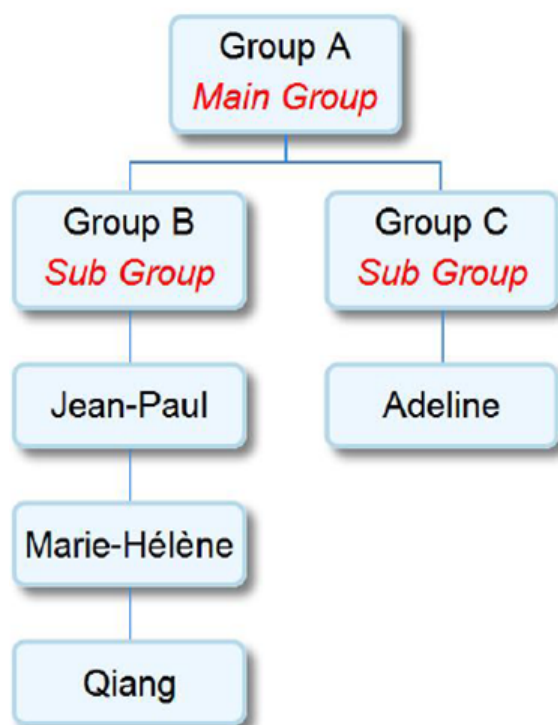 Group A
Main Group
Group B
Sub Group
Group C
Sub Group
Jean-Paul
Adeline
Marie-Hélène
Qiang